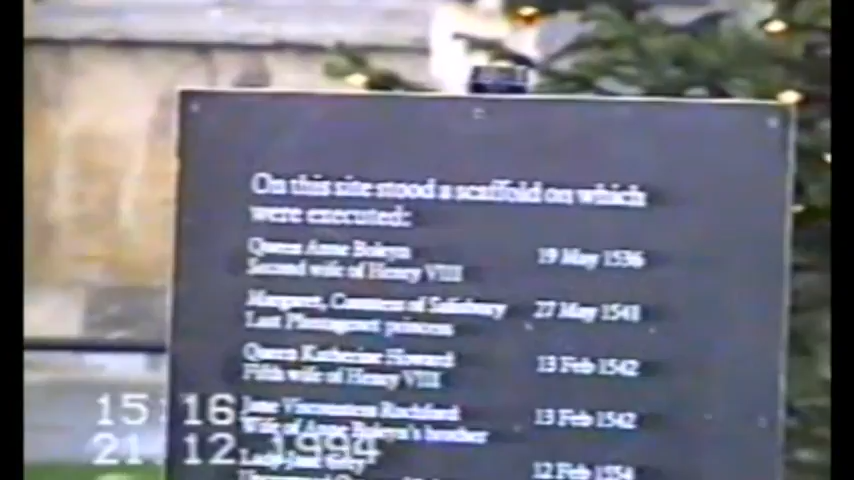 On this site stood a scaffold on which
were executed:
Queen Anne Boleyn 19 May 1536
Second wife of Henry VIII
Margaret, Countess of Salisbury 27 May 1541
Last Plantagenet princess
Queen Katherine Howard 13 Feb 1542
Fifth wife of Henry VIII
Jane Viscountess Rochford 13 Feb 1542
Wife of Anne Boleyn's brother
Lady Jane Grey 12 Feb 1554
15:16
21.12.1994